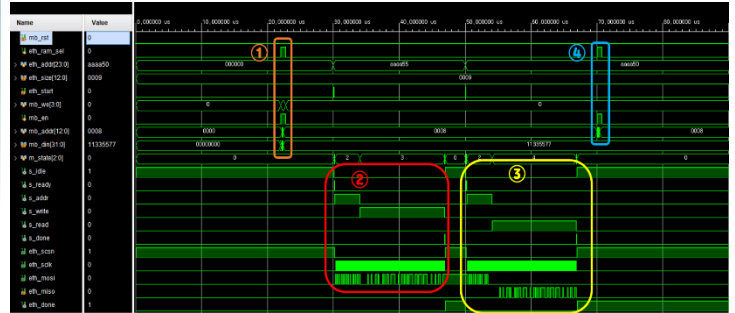 Name Value 0.000000 us 10.000000 us 20.000000 us 30.000000 us 40.000000 us 50.000000 us 60.000000 us 70.000000 us 80.000000 us
mb_rst 0
eth_ram_sel 0 ① ④
eth_addr[23:0] aaaa50 000008 aaaa55 aaaa50
eth_size[12:0] 0009 0009
eth_start 0
mb_we[3:0] 0 0 0
mb_en 0
mb_addr[12:0] 0008 0000 0008 0008
mb_din[31:0] 11335577 00000000 11335577
m_state[2:0] 0 0 2 3 0 2 4 0
s_idle 1
s_ready 0 ② ③
s_addr 0
s_write 0
s_read 0
s_done 0
eth_scsn 1
eth_sclk 0
eth_mosi 0
eth_miso 0
eth_done 1